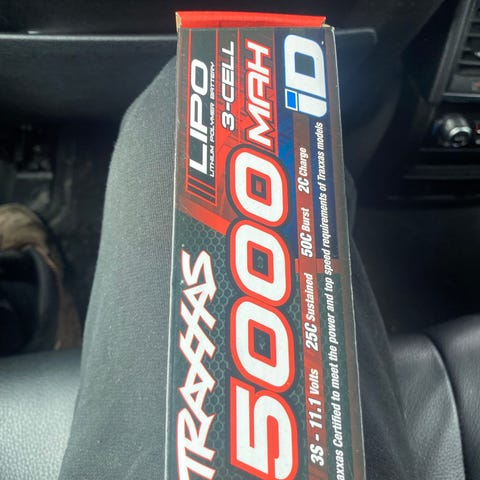 LIPO
LITHIUM POLYMER BATTERY
3-CELL
iD
TRAXXAS
5000 MAH
3S - 11.1 Volts 25C Sustained 50C Burst 2C Charge
axxas Certified to meet the power and top speed requirements of Traxxas models